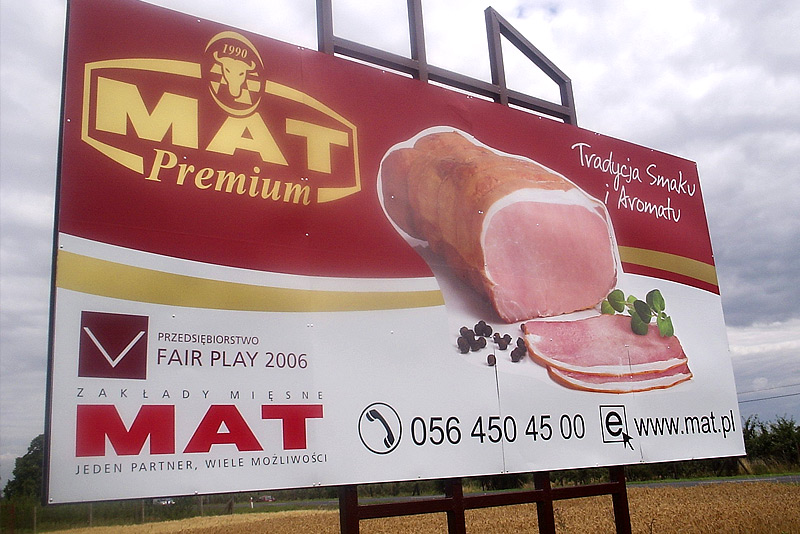 1990
MAT
Premium
Tradycja Smaku
i Aromatu
PRZEDSIĘBIORSTWO
FAIR PLAY 2006
ZAKŁADY MIĘSNE
MAT
JEDEN PARTNER, WIELE MOŻLIWOŚCI
056 450 45 00
e www.mat.pl